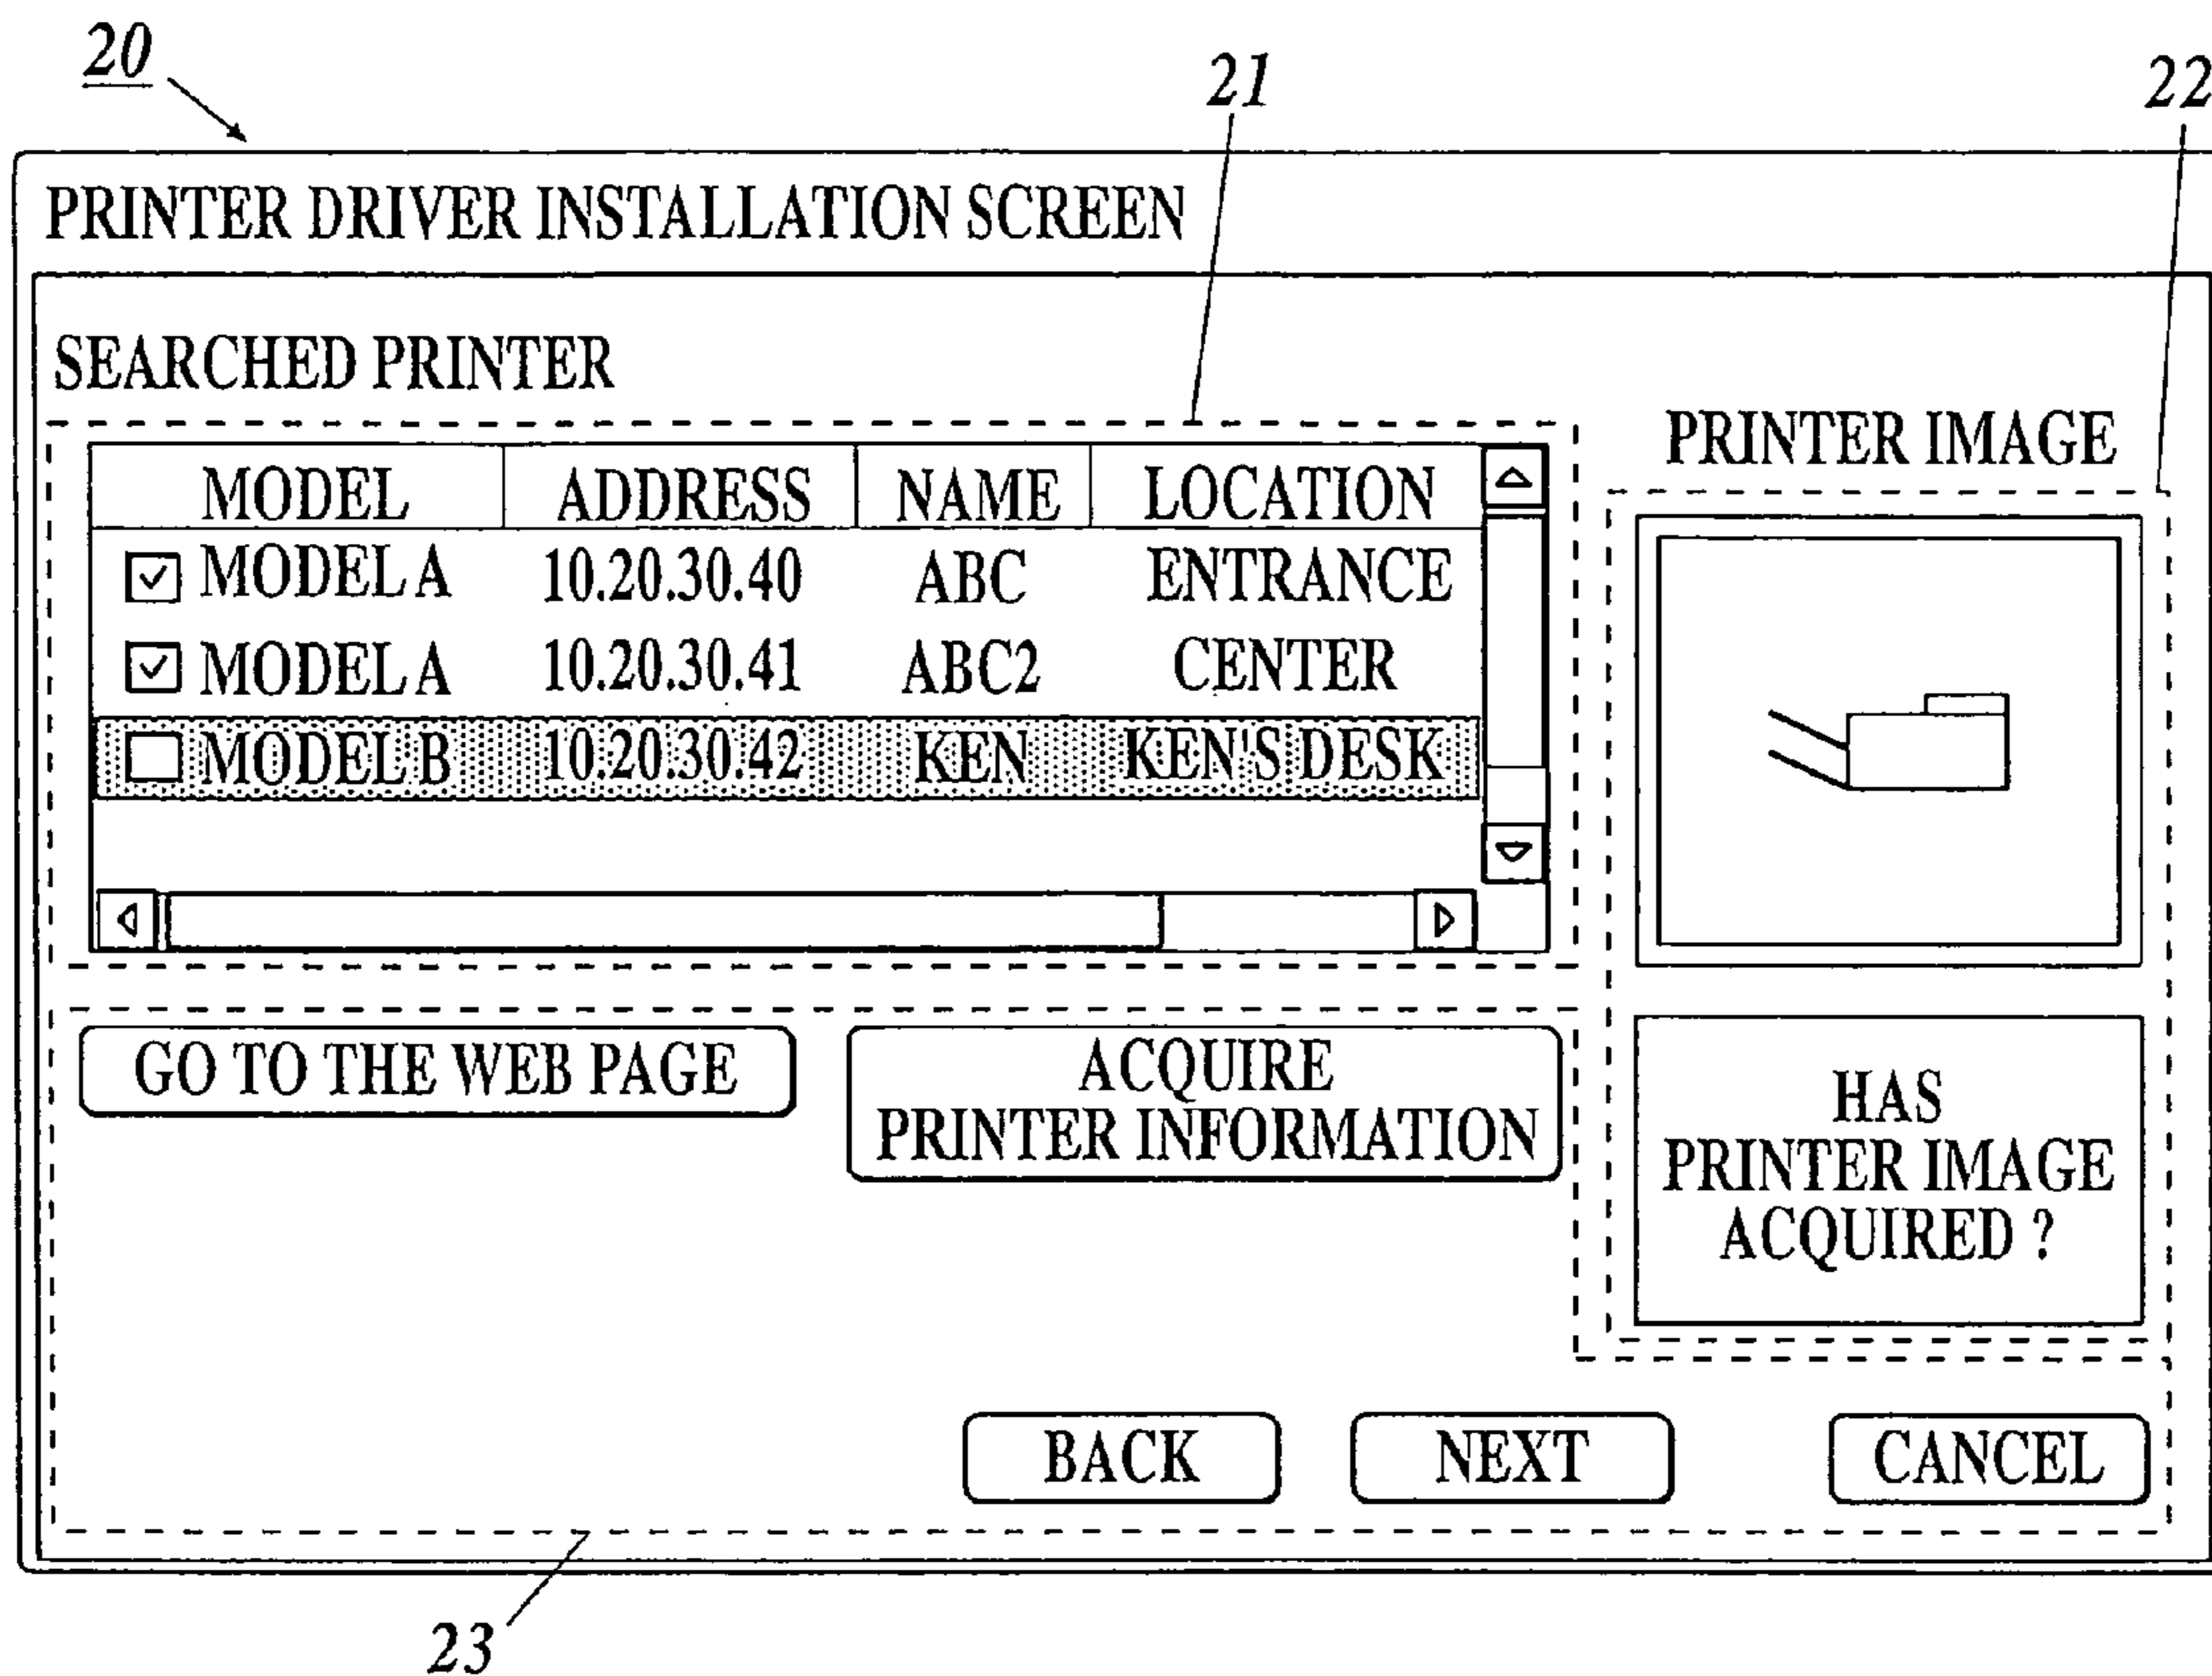 20
21
22
PRINTER DRIVER INSTALLATION SCREEN
SEARCHED PRINTER
MODEL ADDRESS NAME LOCATION
MODEL A 10.20.30.40 ABC ENTRANCE
MODEL A 10.20.30.41 ABC2 CENTER
MODEL B 10.20.30.42 KEN KEN'S DESK
PRINTER IMAGE
GO TO THE WEB PAGE
ACQUIRE
PRINTER INFORMATION
HAS
PRINTER IMAGE
ACQUIRED ?
BACK NEXT CANCEL
23